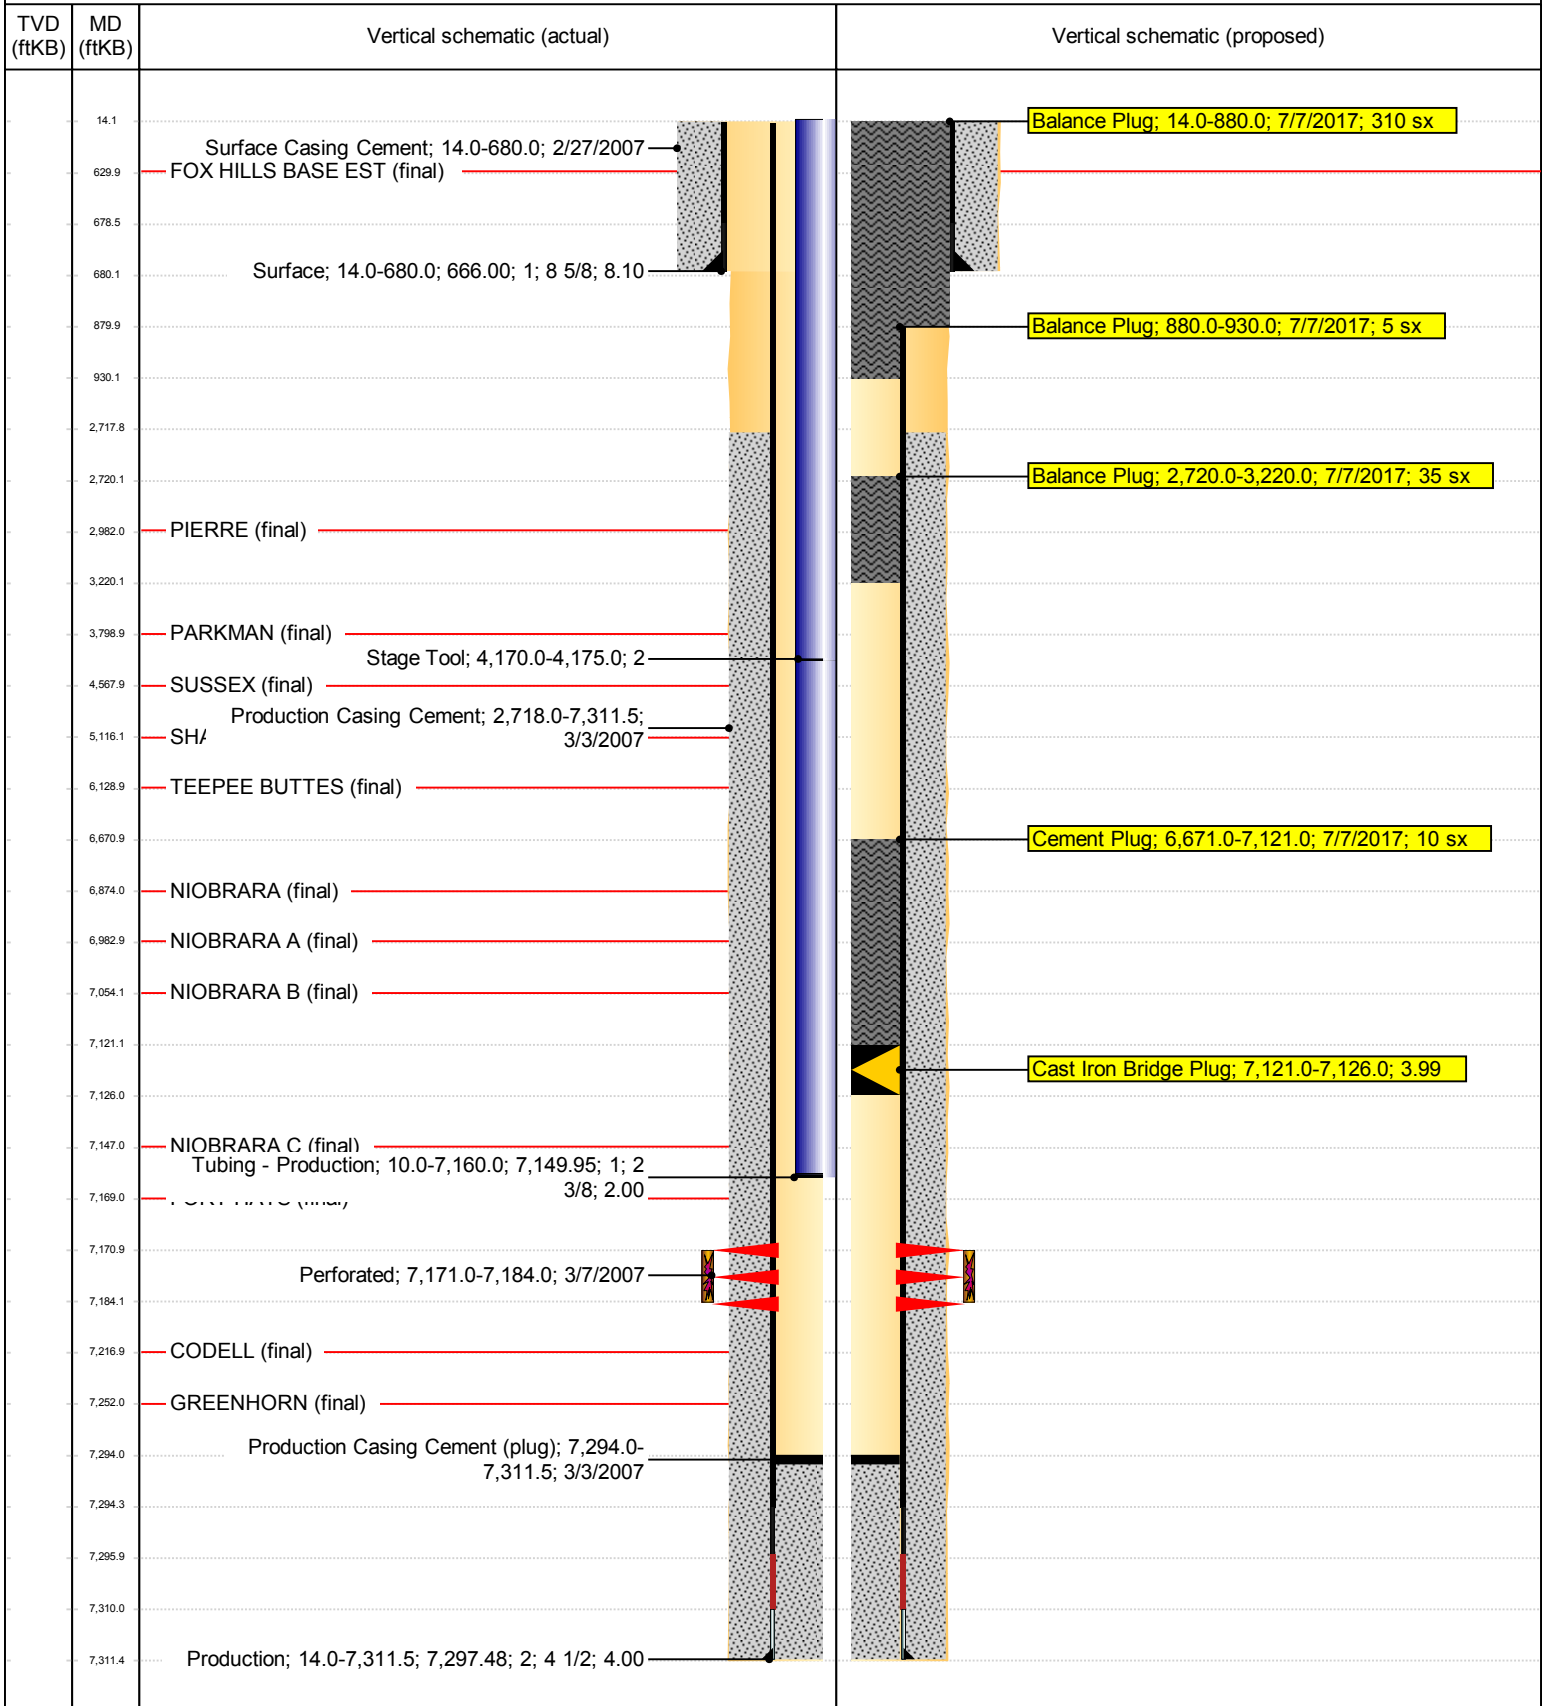 TVD (ftKB)
MD (ftKB)
Vertical schematic (actual)
Vertical schematic (proposed)
14.1
Balance Plug; 14.0-880.0; 7/7/2017; 310 sx
Surface Casing Cement; 14.0-680.0; 2/27/2007
629.9
FOX HILLS BASE EST (final)
678.5
680.1
Surface; 14.0-680.0; 666.00; 1; 8 5/8; 8.10
879.9
Balance Plug; 880.0-930.0; 7/7/2017; 5 sx
930.1
2,717.8
2,720.1
Balance Plug; 2,720.0-3,220.0; 7/7/2017; 35 sx
2,982.0
PIERRE (final)
3,220.1
3,798.9
PARKMAN (final)
Stage Tool; 4,170.0-4,175.0; 2
4,567.9
SUSSEX (final)
Production Casing Cement; 2,718.0-7,311.5;
3/3/2007
5,116.1
SHA
6,128.9
TEEPEE BUTTES (final)
6,670.9
Cement Plug; 6,671.0-7,121.0; 7/7/2017; 10 sx
6,874.0
NIOBRARA (final)
6,982.9
NIOBRARA A (final)
7,054.1
NIOBRARA B (final)
7,121.1
Cast Iron Bridge Plug; 7,121.0-7,126.0; 3.99
7,126.0
7,147.0
NIOBRARA C (final)
Tubing - Production; 10.0-7,160.0; 7,149.95; 1; 2
3/8; 2.00
7,169.0
7,170.9
Perforated; 7,171.0-7,184.0; 3/7/2007
7,184.1
7,216.9
CODELL (final)
7,252.0
GREENHORN (final)
Production Casing Cement (plug); 7,294.0-
7,311.5; 3/3/2007
7,294.0
7,294.3
7,295.9
7,310.0
7,311.4
Production; 14.0-7,311.5; 7,297.48; 2; 4 1/2; 4.00